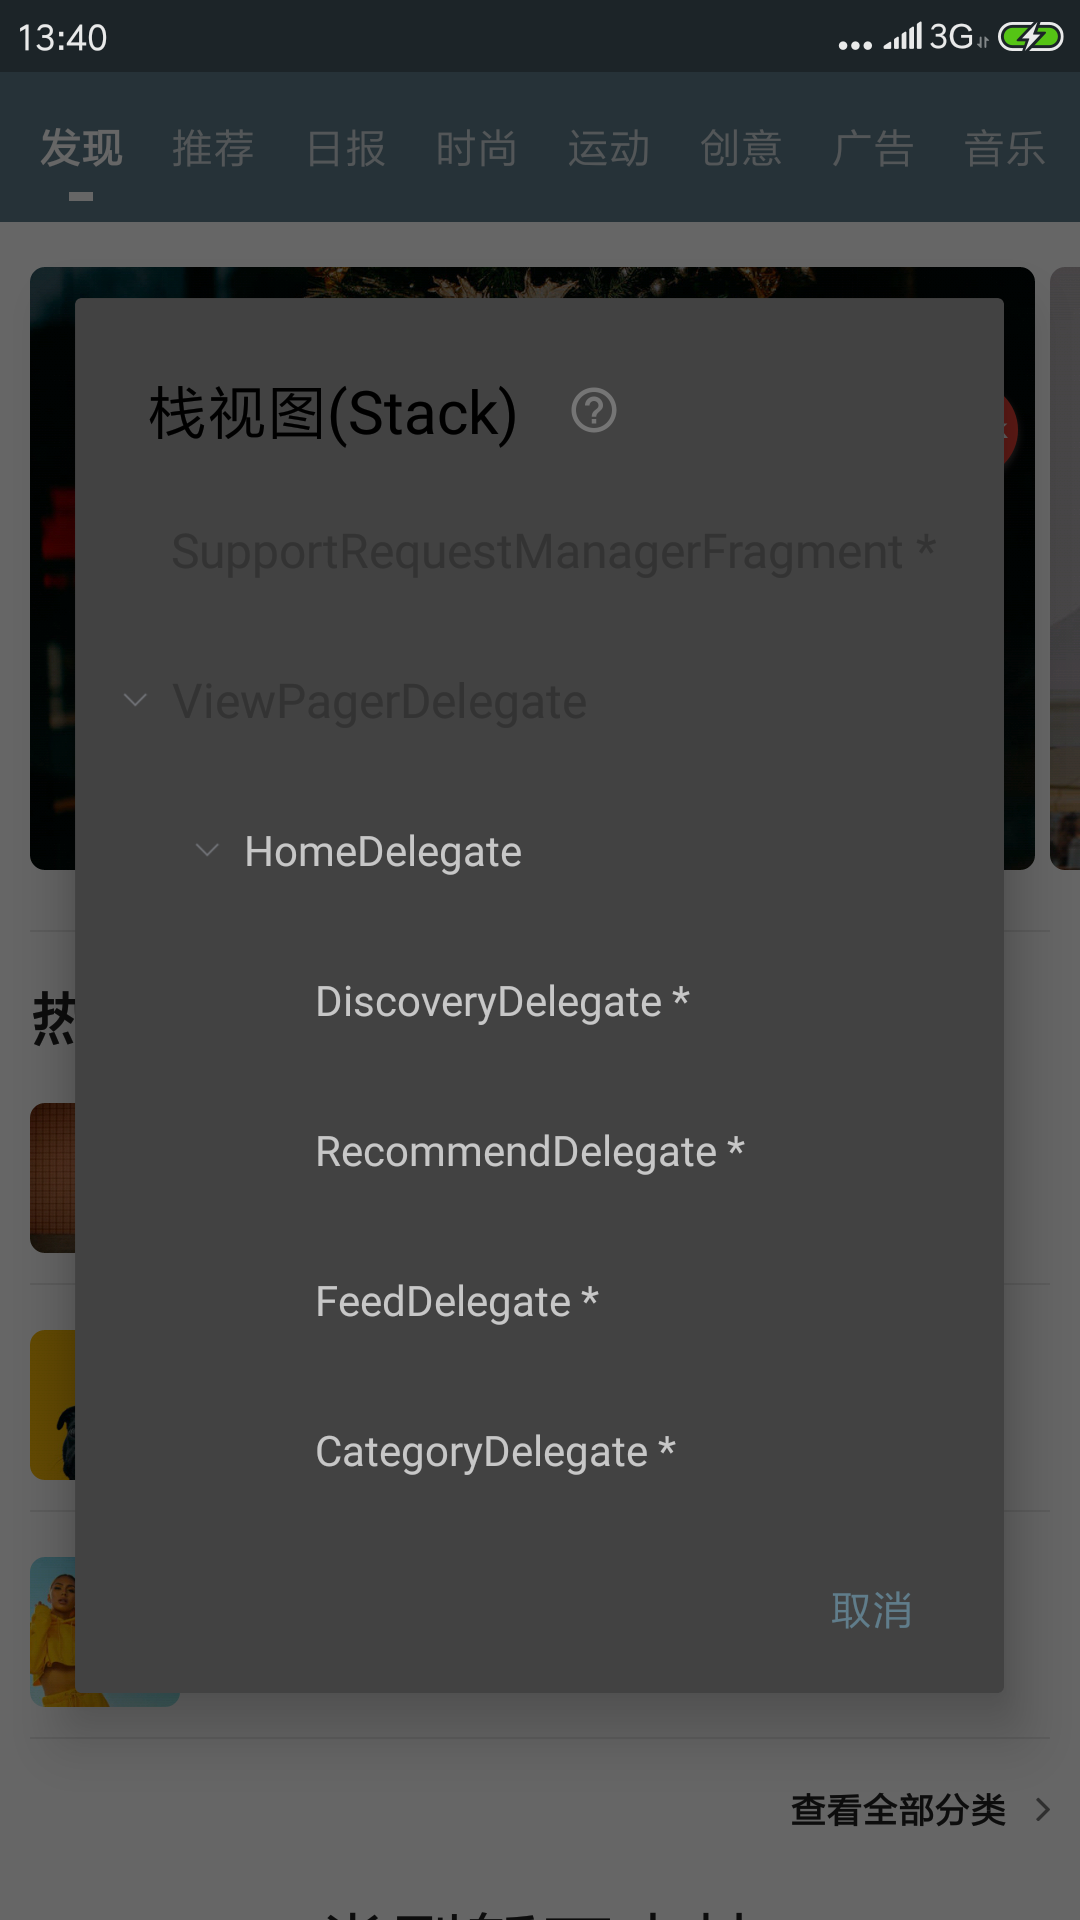 13:40
3G
发现 推荐 日报 时尚 运动 创意 广告 音乐
栈视图(Stack)
SupportRequestManagerFragment *
ViewPagerDelegate
HomeDelegate
DiscoveryDelegate *
热
RecommendDelegate *
FeedDelegate *
CategoryDelegate *
取消
查看全部分类